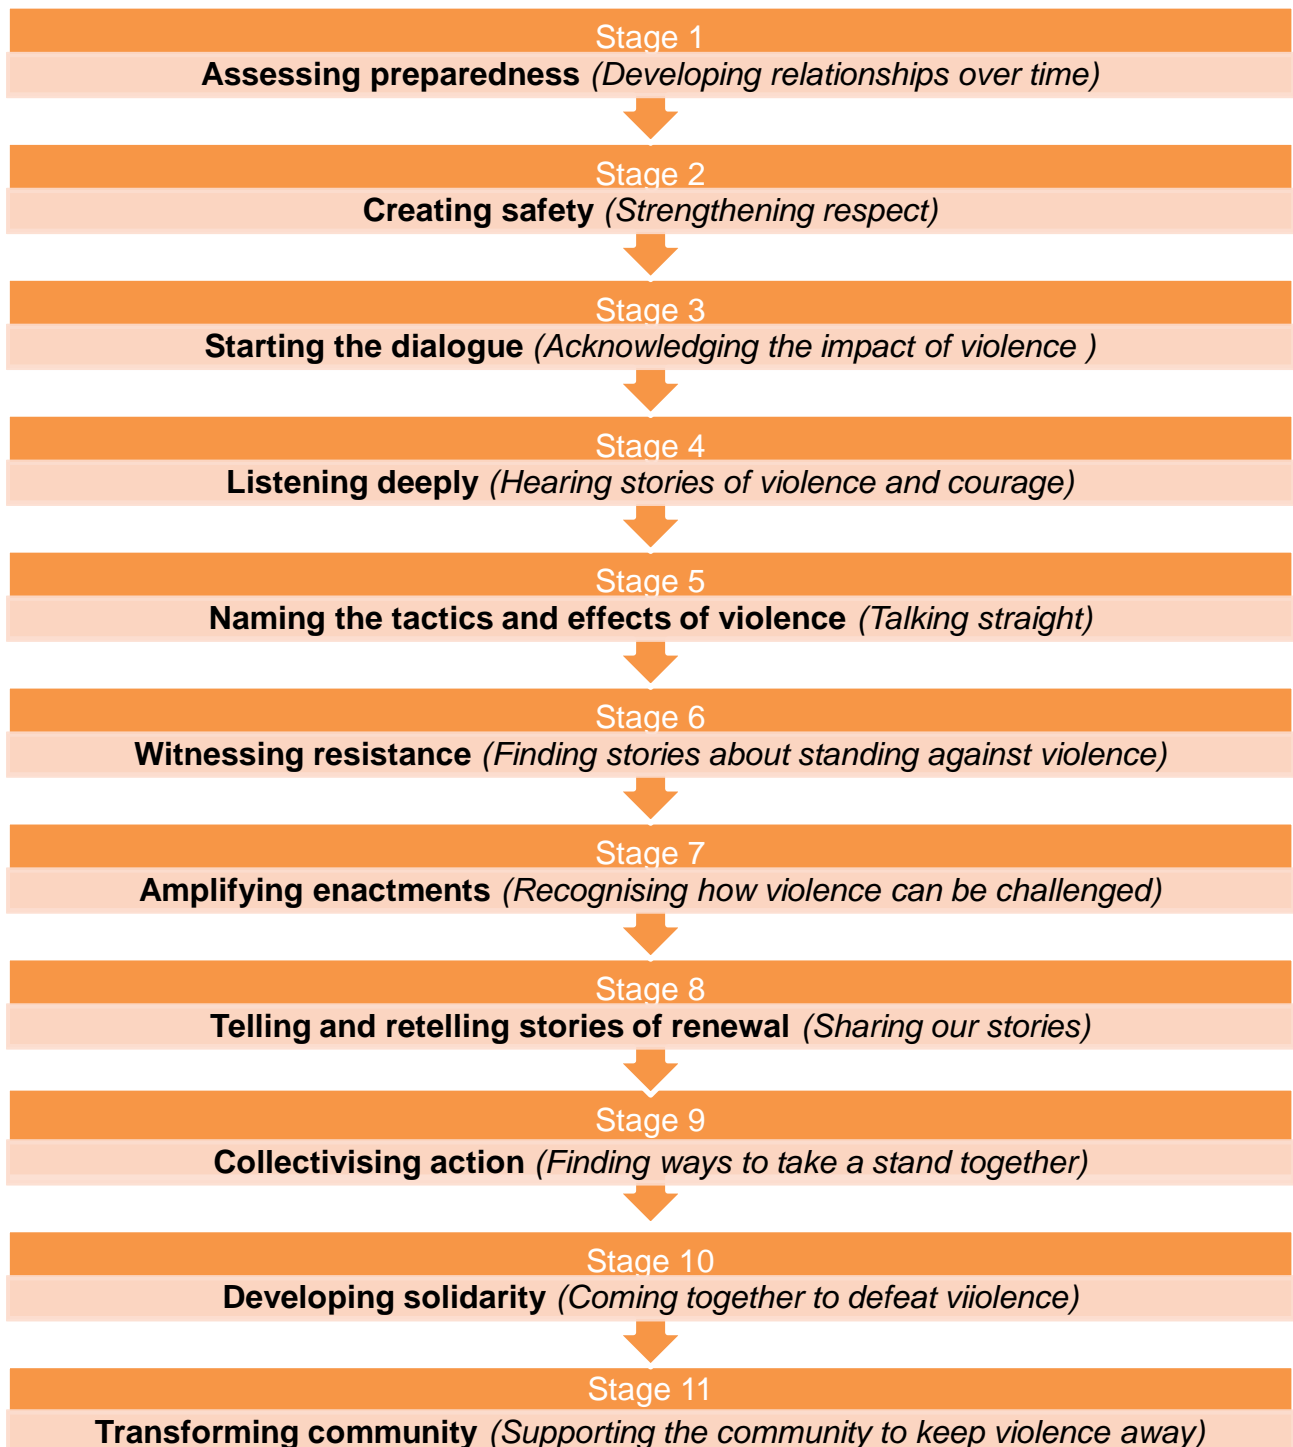 Stage 1
Assessing preparedness (Developing relationships over time)
Stage 2
Creating safety (Strengthening respect)
Stage 3
Starting the dialogue (Acknowledging the impact of violence )
Stage 4
Listening deeply (Hearing stories of violence and courage)
Stage 5
Naming the tactics and effects of violence (Talking straight)
Stage 6
Witnessing resistance (Finding stories about standing against violence)
Stage 7
Amplifying enactments (Recognising how violence can be challenged)
Stage 8
Telling and retelling stories of renewal (Sharing our stories)
Stage 9
Collectivising action (Finding ways to take a stand together)
Stage 10
Developing solidarity (Coming together to defeat viiolence)
Stage 11
Transforming community (Supporting the community to keep violence away)